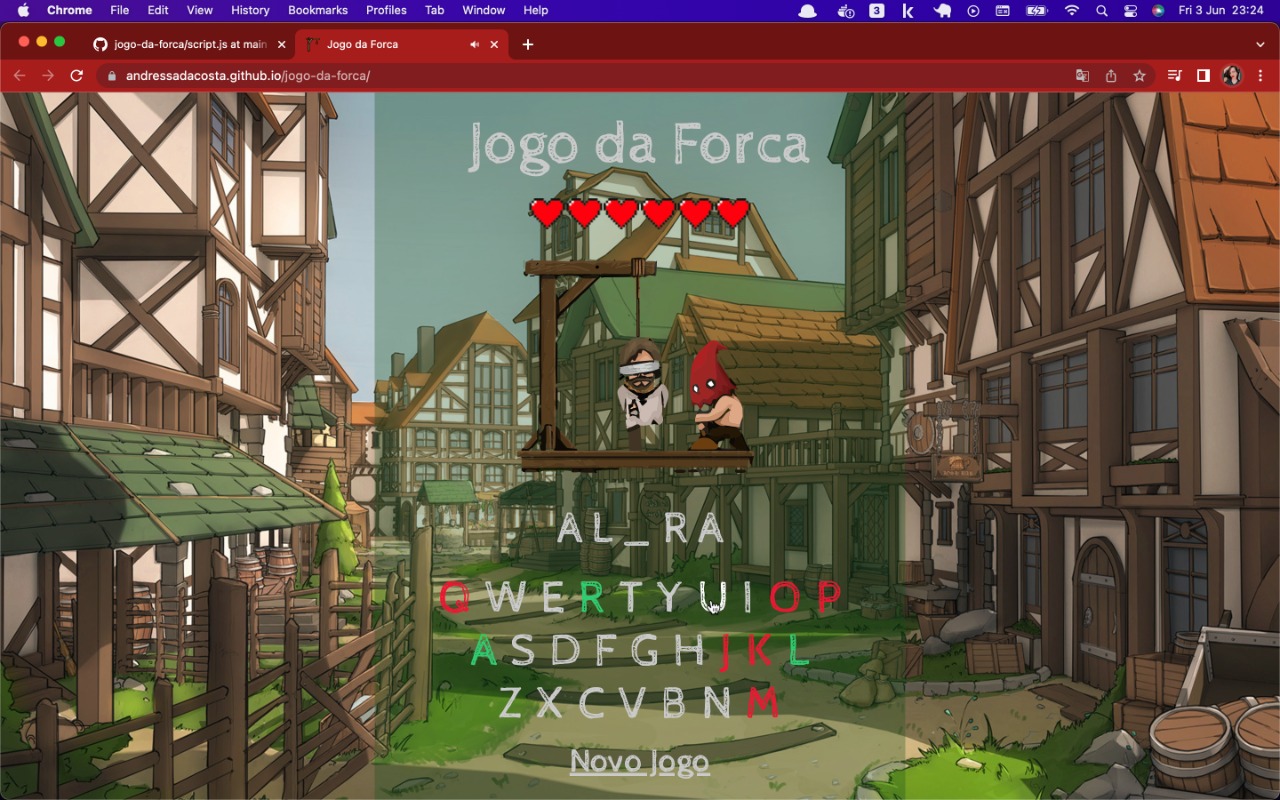 Chrome File Edit View History Bookmarks Profiles Tab Window Help 3 Fri 3 Jun 23:24
jogo-da-forca/script.js at main Jogo da Forca
andressadacosta.github.io/jogo-da-forca/
Jogo da Forca
AL_RA
Q W E R T Y U I O P
A S D F G H J K L
Z X C V B N M
Novo Jogo